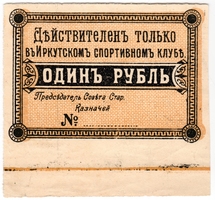 Дѣйствителенъ только
въ Иркутскомъ спортивномъ клубѣ.
ОДИНЪ РУБЛЬ
Предсѣдатель Совѣта Стар.
Казначей
№